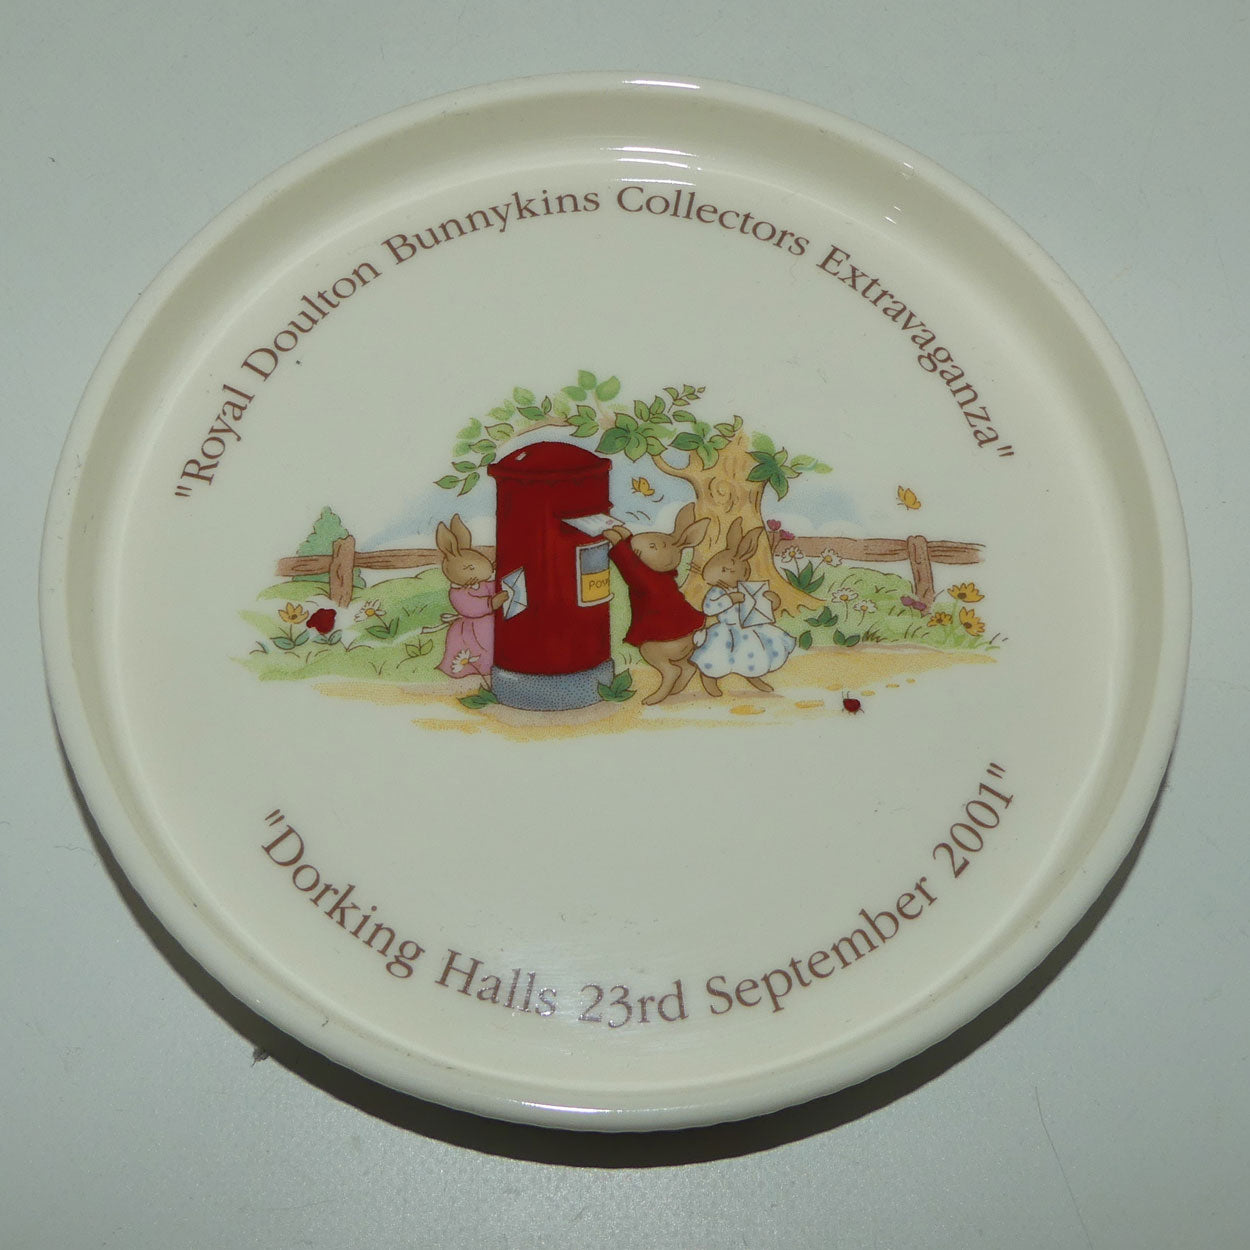 "Royal Doulton Bunnykins Collectors Extravaganza"
"Dorking Halls 23rd September 2001"